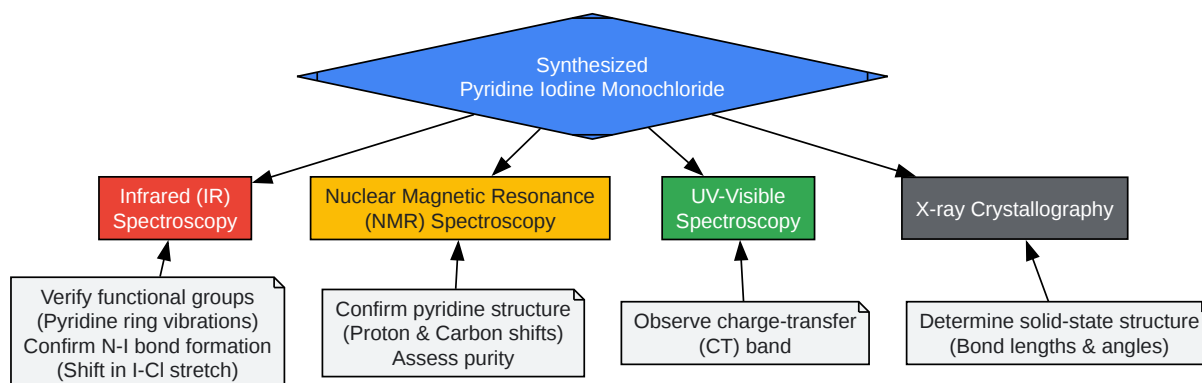 Synthesized
Pyridine Iodine Monochloride
Infrared (IR)
Spectroscopy
Nuclear Magnetic Resonance
(NMR) Spectroscopy
UV-Visible
Spectroscopy
X-ray Crystallography
Verify functional groups
(Pyridine ring vibrations)
Confirm N-I bond formation
(Shift in I-Cl stretch)
Confirm pyridine structure
(Proton & Carbon shifts)
Assess purity
Observe charge-transfer
(CT) band
Determine solid-state structure
(Bond lengths & angles)